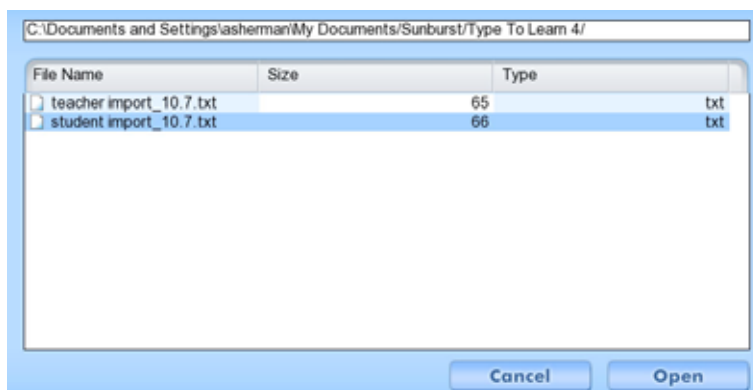 C:\Documents and Settings\asherman\My Documents/Sunburst/Type To Learn 4/
File Name Size Type
teacher import_10.7.txt 65 txt
student import_10.7.txt 66 txt
Cancel Open